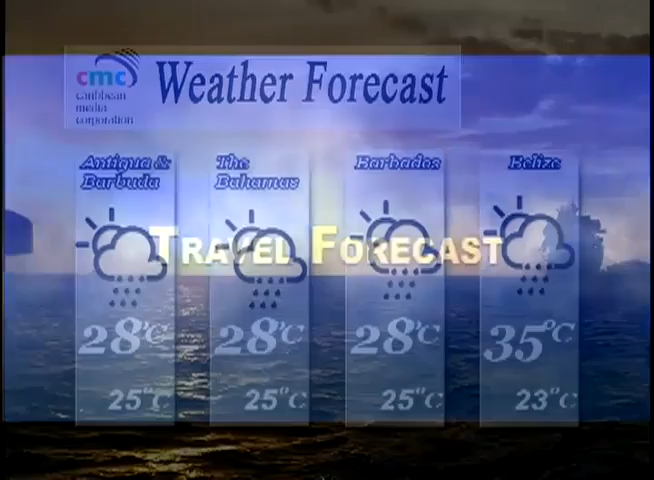 cmc
caribbean
media
corporation
Weather Forecast
Antigua &
Barbuda
The
Bahamas
Barbados
Belize
TRAVEL FORECAST
28°C
28°C
28°C
35°C
25°C
25°C
25°C
23°C